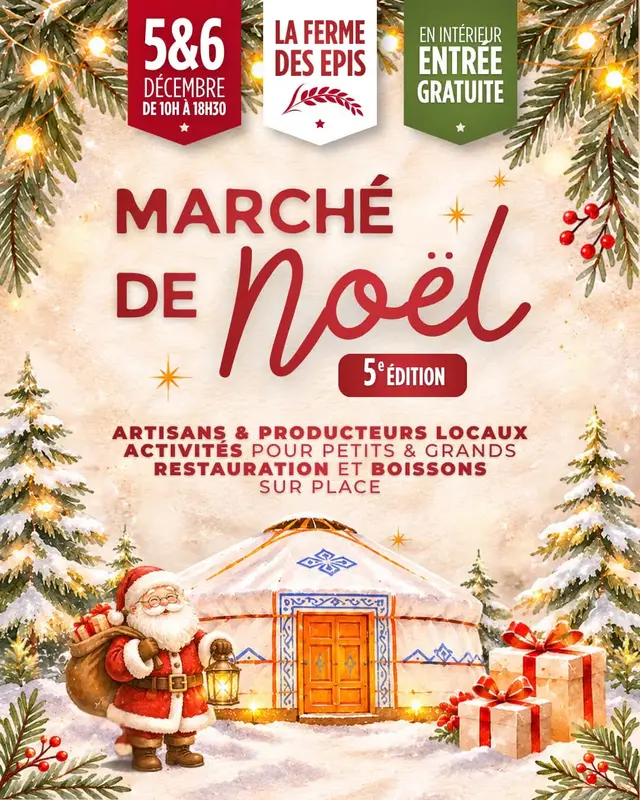 5&6
DÉCEMBRE
DE 10H À 18H30
LA FERME
DES EPIS
EN INTÉRIEUR
ENTRÉE
GRATUITE
MARCHÉ
DE Noël
5e ÉDITION
ARTISANS & PRODUCTEURS LOCAUX
ACTIVITÉS POUR PETITS & GRANDS
RESTAURATION ET BOISSONS
SUR PLACE